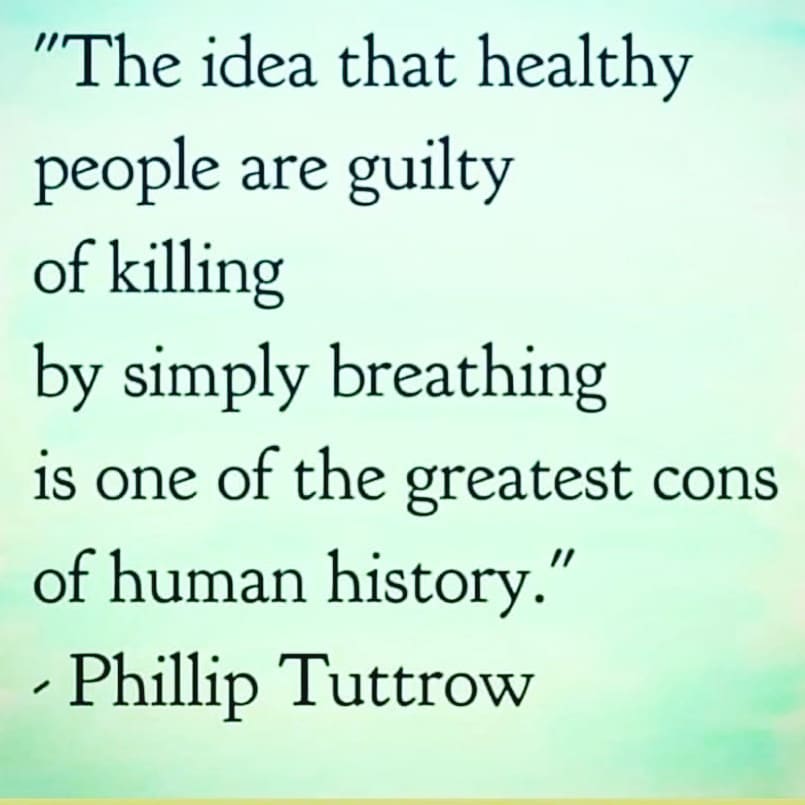 "The idea that healthy
people are guilty
of killing
by simply breathing
is one of the greatest cons
of human history."
- Phillip Tuttrow